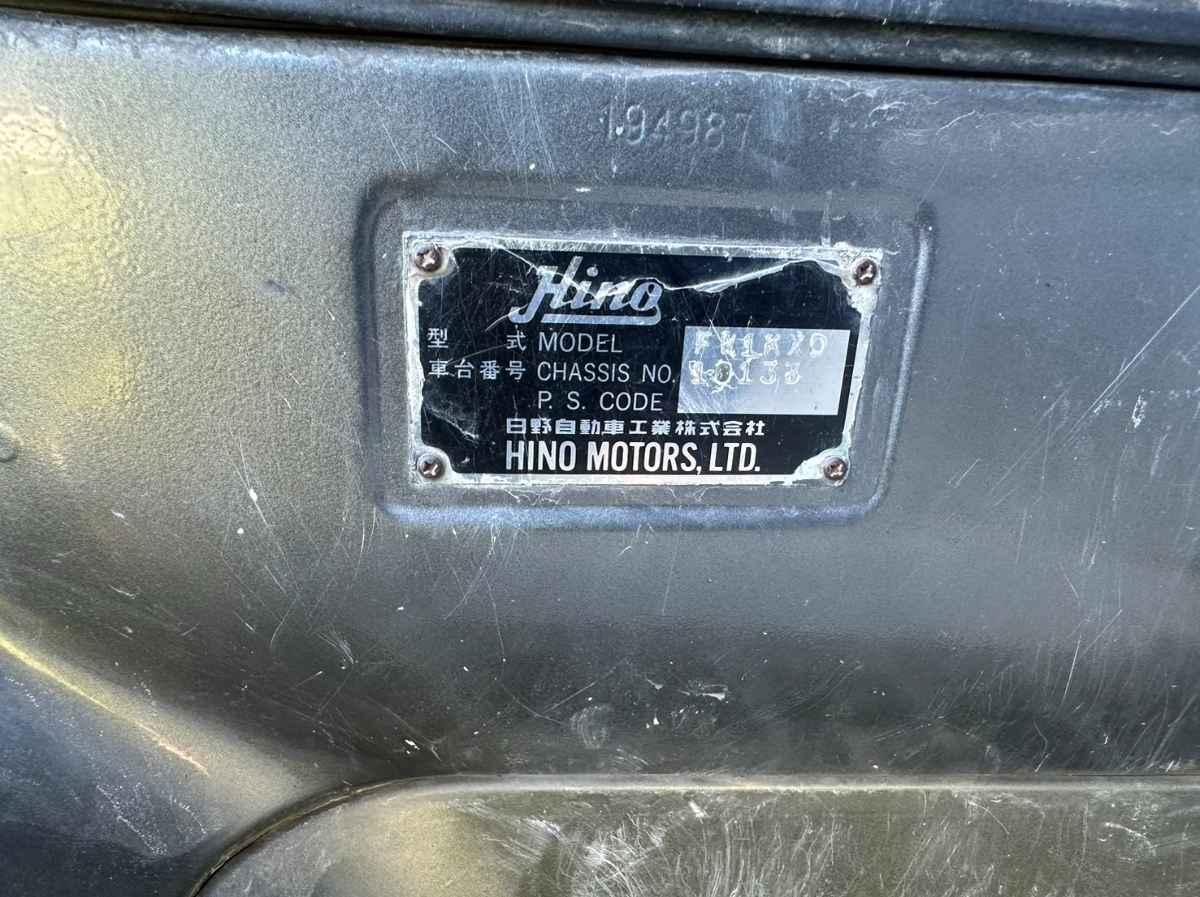 194987
Hino
型 式 MODEL
車台番号 CHASSIS NO. 10133
P. S. CODE
日野自動車工業株式会社
HINO MOTORS, LTD.